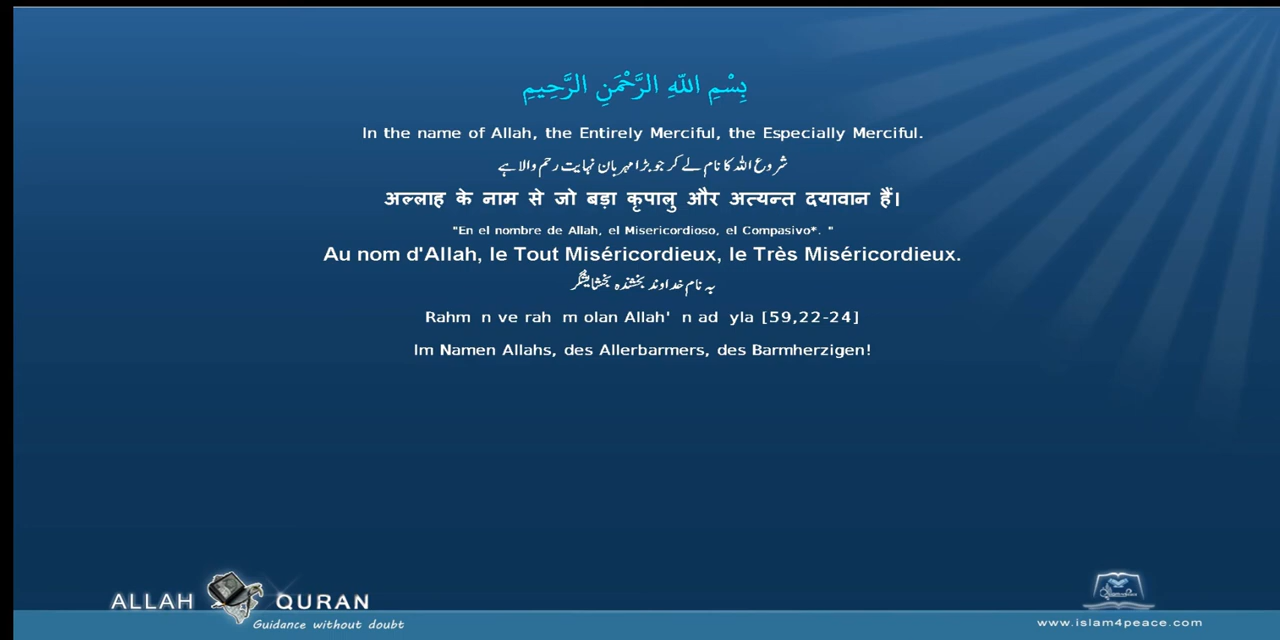 بِسْمِ اللَّهِ الرَّحْمَنِ الرَّحِيمِ
In the name of Allah, the Entirely Merciful, the Especially Merciful.
شروع الله کا نام لے کر جو بڑا مہربان نہایت رحم والا ہے
अल्लाह के नाम से जो बड़ा कृपालु और अत्यन्त दयावान हैं।
"En el nombre de Allah, el Misericordioso, el Compasivo*. "
Au nom d'Allah, le Tout Miséricordieux, le Très Miséricordieux.
به نام خداوند بخشنده بخشایشگر
Rahm n ve rah m olan Allah' n ad yla [59,22-24]
Im Namen Allahs, des Allerbarmers, des Barmherzigen!
ALLAH QURAN
Guidance without doubt
www.islam4peace.com